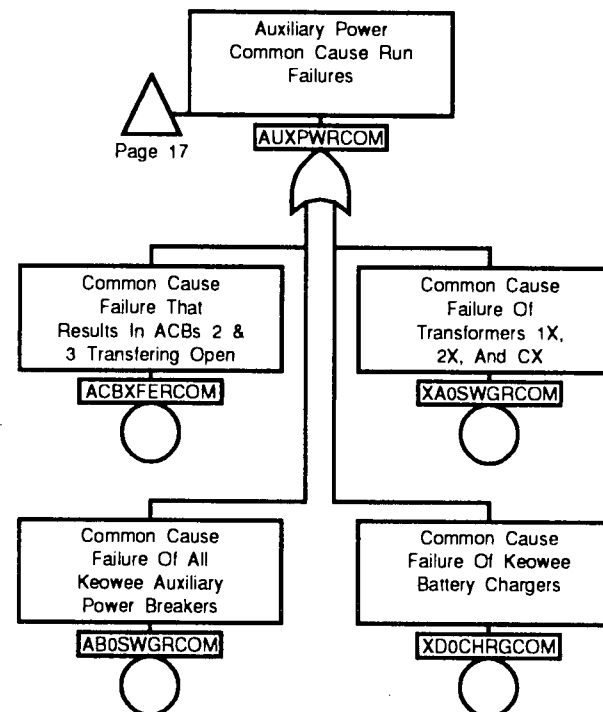 Auxiliary Power
Common Cause Run
Failures
Page 17
AUXPWRCOM
Common Cause
Failure That
Results In ACBs 2 &
3 Transfering Open
ACBXFERCOM
Common Cause
Failure Of
Transformers 1X,
2X, And CX
XA0SWGRCOM
Common Cause
Failure Of All
Keowee Auxiliary
Power Breakers
AB0SWGRCOM
Common Cause
Failure Of Keowee
Battery Chargers
XD0CHRGCOM